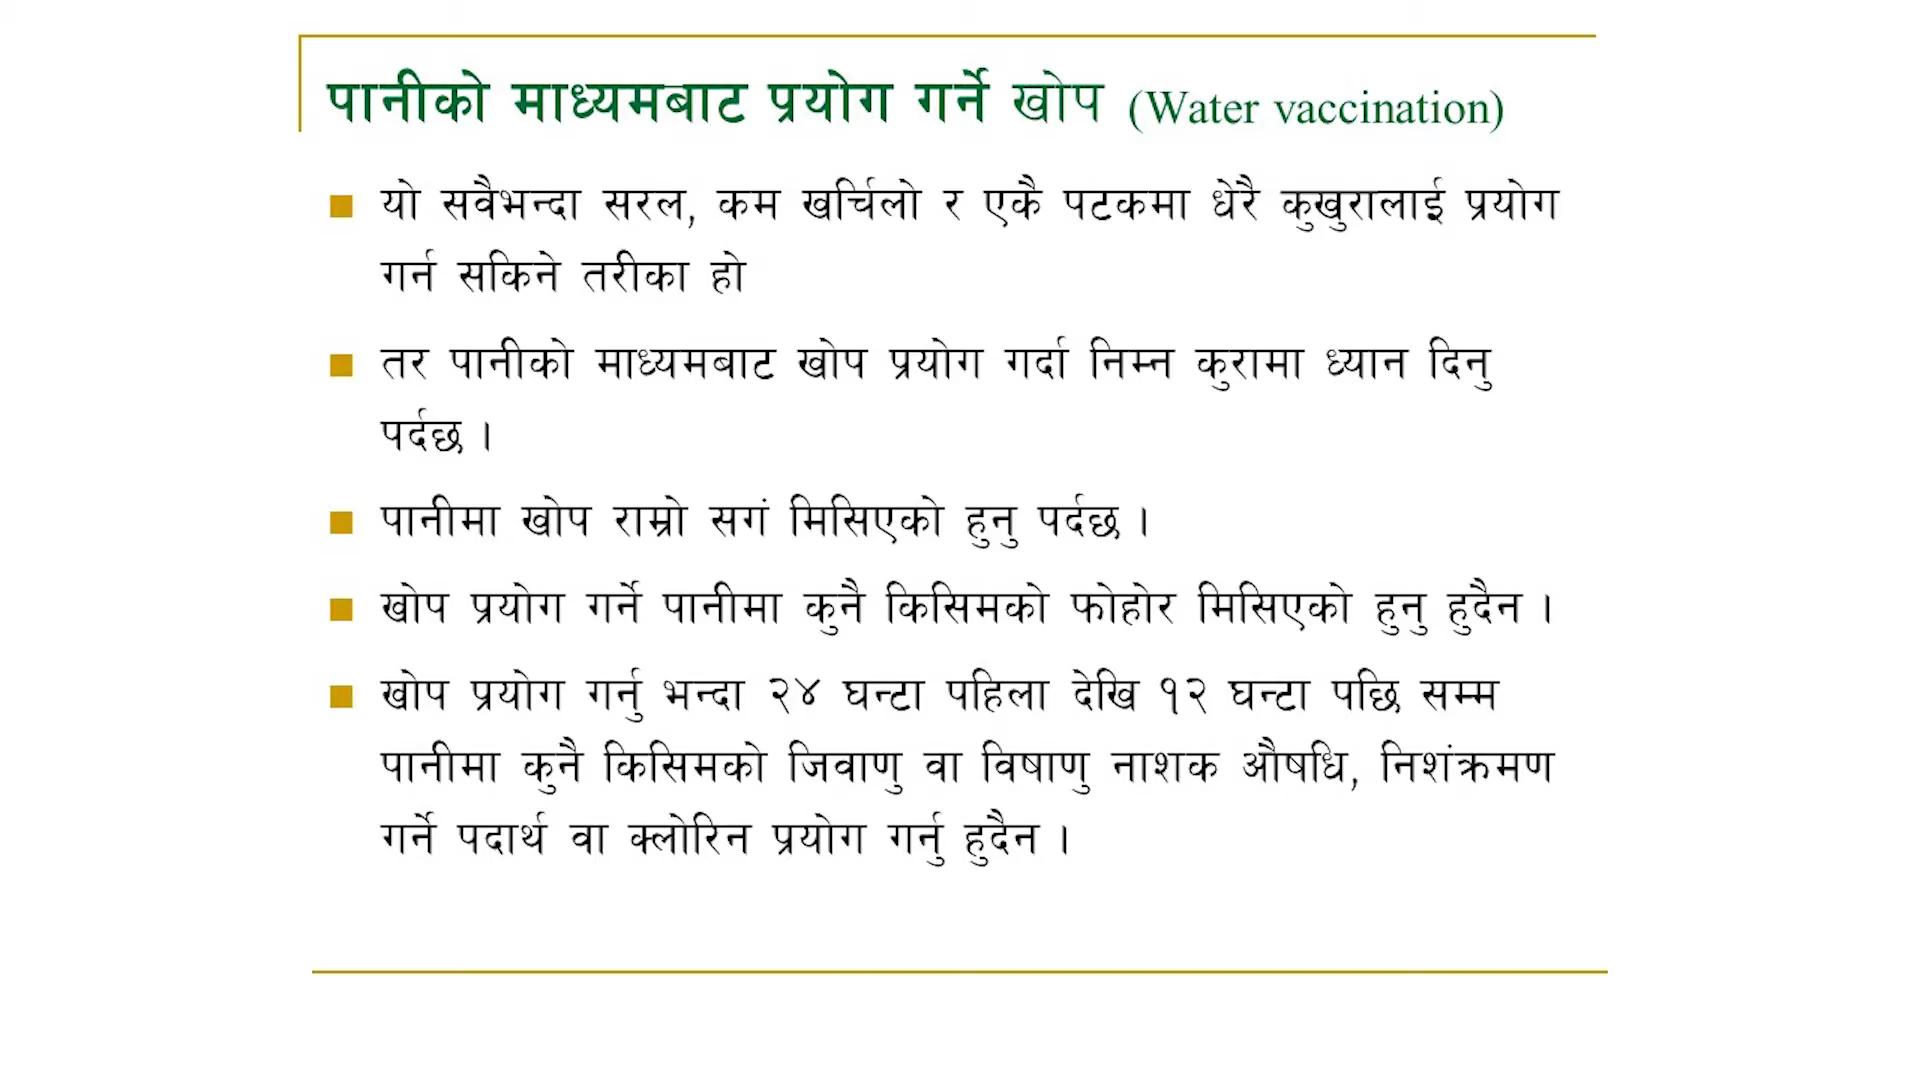 पानीको माध्यमबाट प्रयोग गर्ने खोप (Water vaccination)
यो सवैभन्दा सरल, कम खर्चिलो र एकै पटकमा धेरै कुखुरालाई प्रयोग
गर्न सकिने तरीका हो
तर पानीको माध्यमबाट खोप प्रयोग गर्दा निम्न कुरामा ध्यान दिनु
पर्दछ ।
पानीमा खोप राम्रो सगं मिसिएको हुनु पर्दछ ।
खोप प्रयोग गर्ने पानीमा कुनै किसिमको फोहोर मिसिएको हुनु हुदैन ।
खोप प्रयोग गर्नु भन्दा २४ घन्टा पहिला देखि १२ घन्टा पछि सम्म
पानीमा कुनै किसिमको जिवाणु वा विषाणु नाशक औषधि, निशंक्रमण
गर्ने पदार्थ वा क्लोरिन प्रयोग गर्नु हुदैन ।